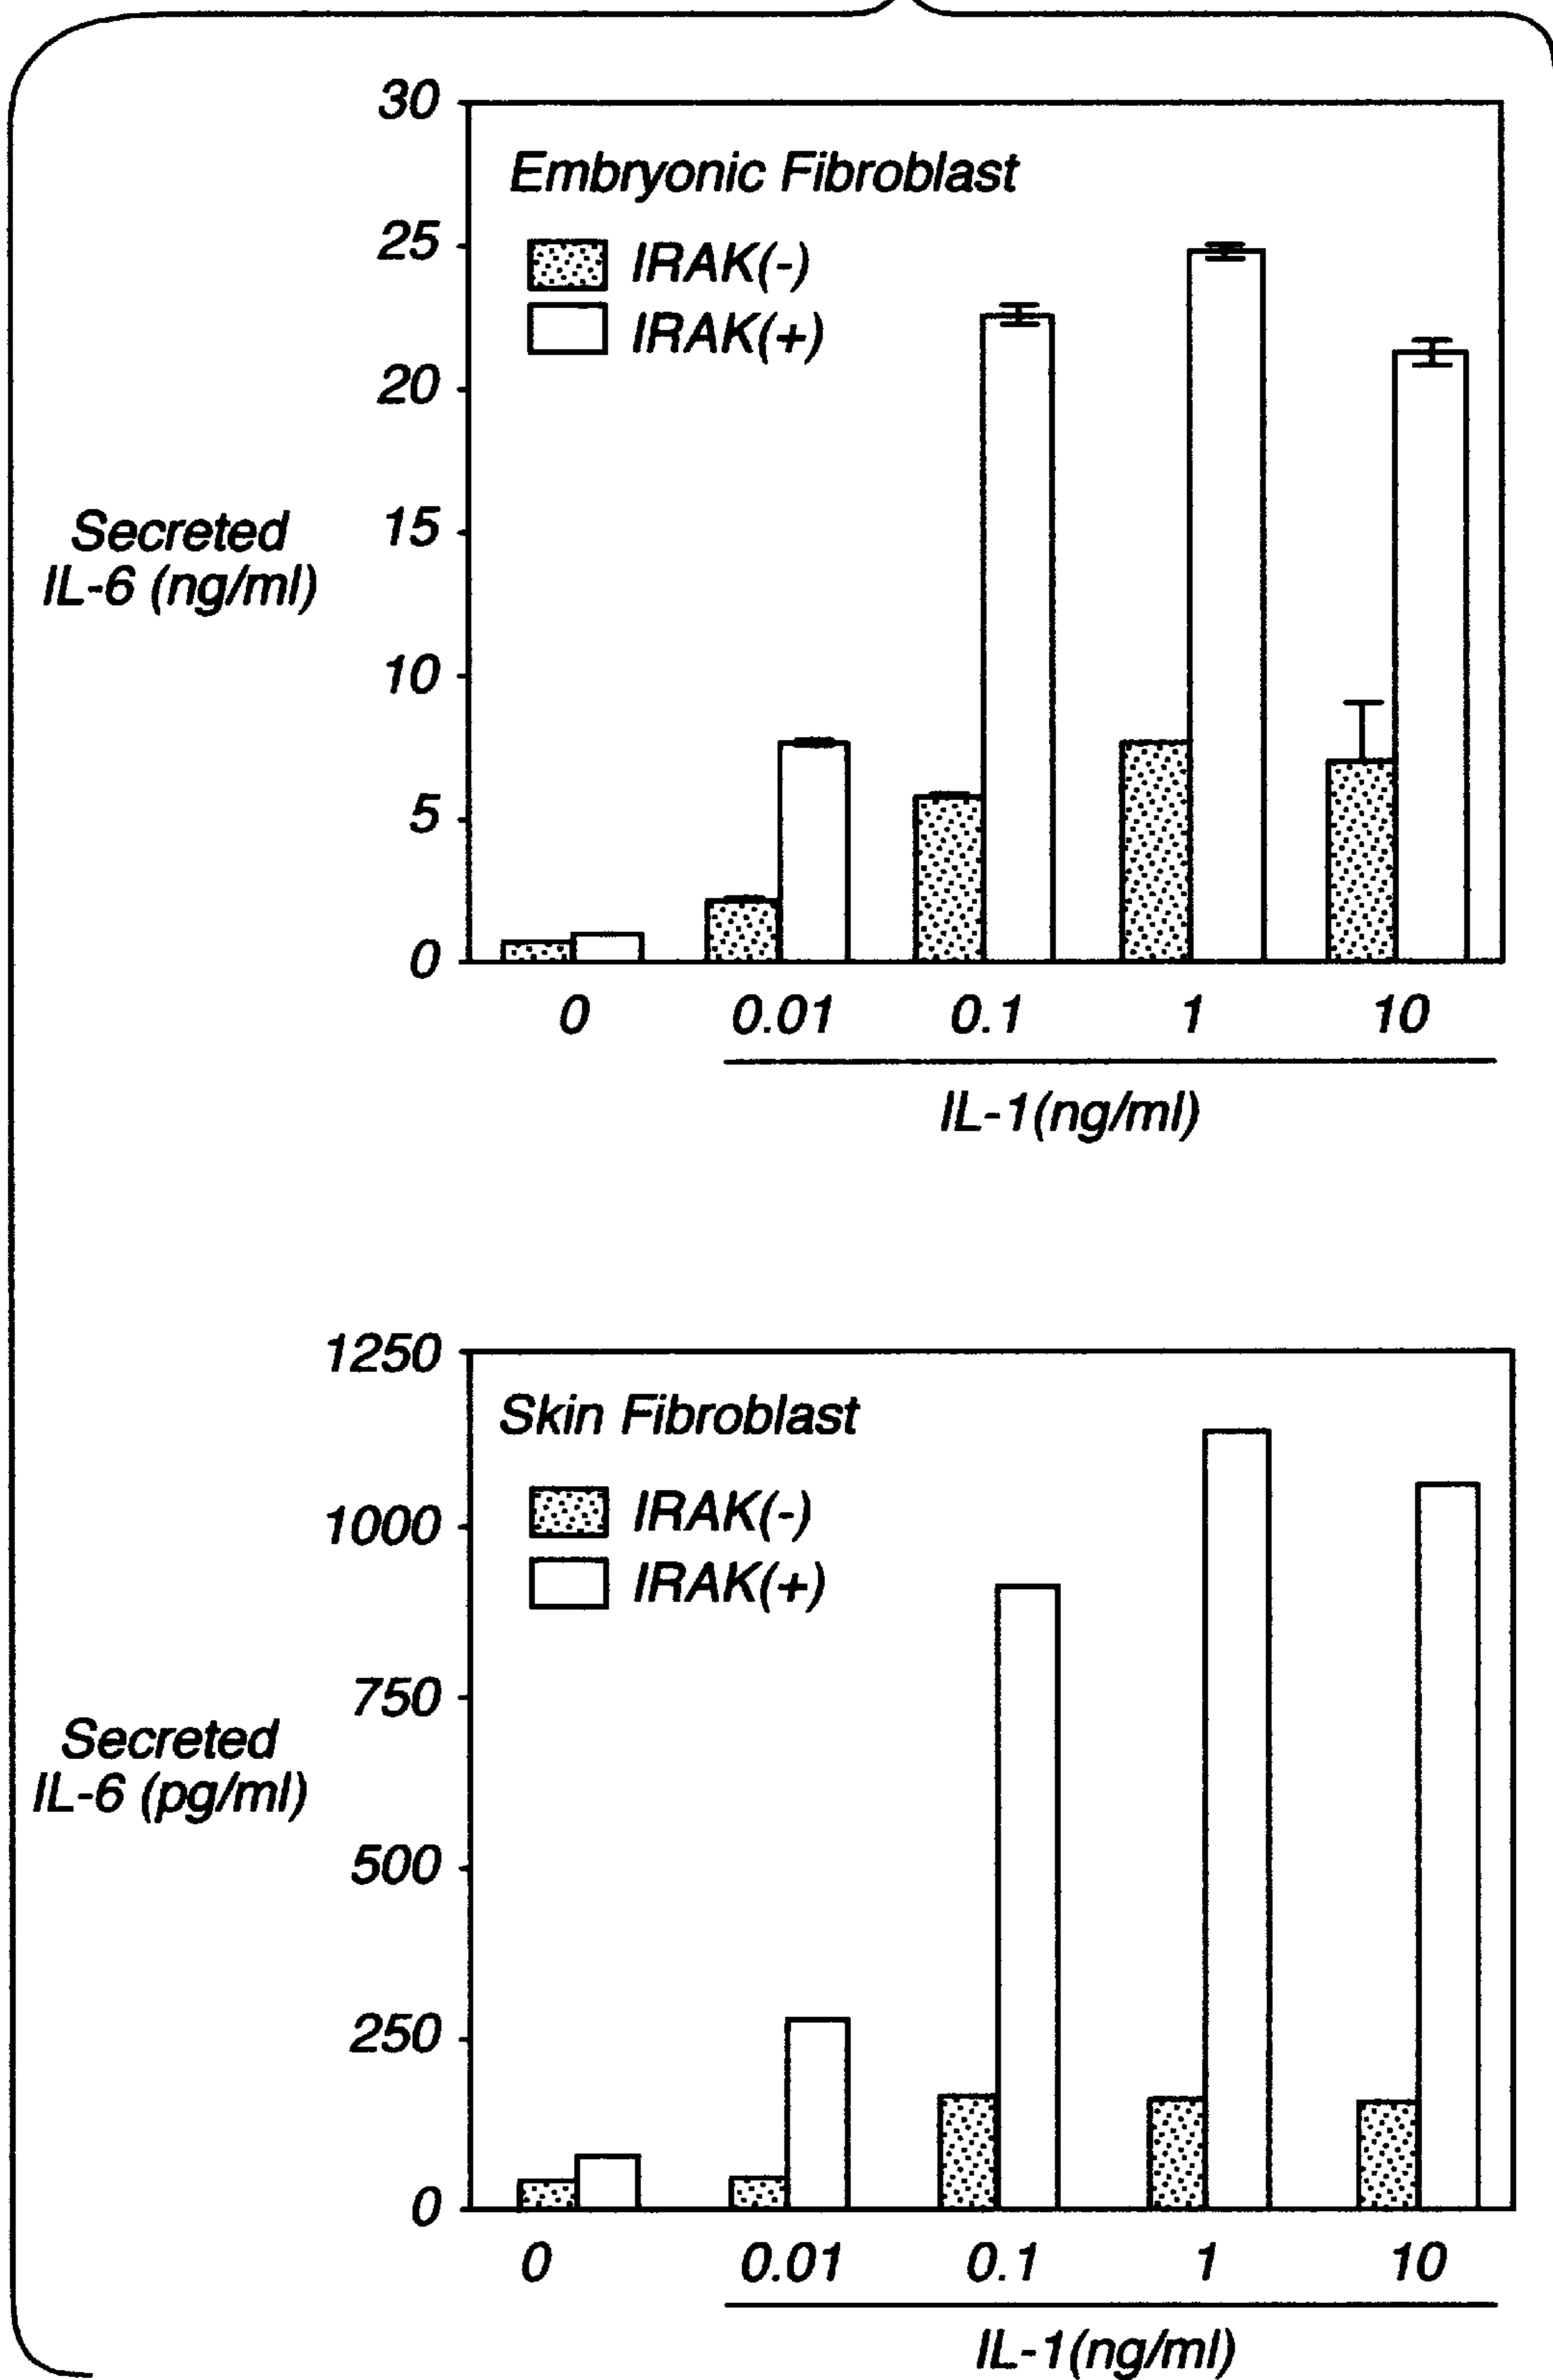 30
Embryonic Fibroblast
25
IRAK(-)
IRAK(+)
20
Secreted
IL-6 (ng/ml)
15
10
5
0
0 0.01 0.1 1 10
IL-1(ng/ml)
1250
Skin Fibroblast
IRAK(-)
1000
IRAK(+)
750
Secreted
IL-6 (pg/ml)
500
250
0
0 0.01 0.1 1 10
IL-1(ng/ml)